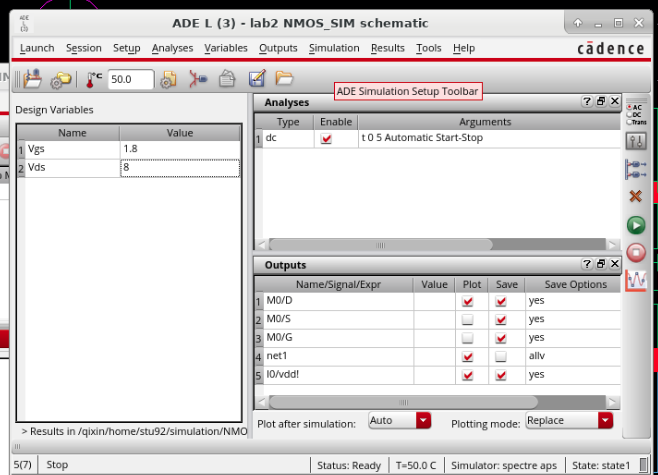 ADE L (3) - lab2 NMOS_SIM schematic
Launch Session Setup Analyses Variables Outputs Simulation Results Tools Help
cādence
°C 50.0
ADE Simulation Setup Toolbar
Design Variables
Name Value
1 Vgs 1.8
2 Vds 8
> Results in /qixin/home/stu92/simulation/NMO
Analyses
Type Enable Arguments
1 dc t 0 5 Automatic Start-Stop
Outputs
Name/Signal/Expr Value Plot Save Save Options
1 M0/D yes
2 M0/S yes
3 M0/G yes
4 net1 allv
5 I0/vdd! yes
Plot after simulation: Auto Plotting mode: Replace
AC
DC
Trans
5(7) Stop Status: Ready T=50.0 C Simulator: spectre aps State: state1